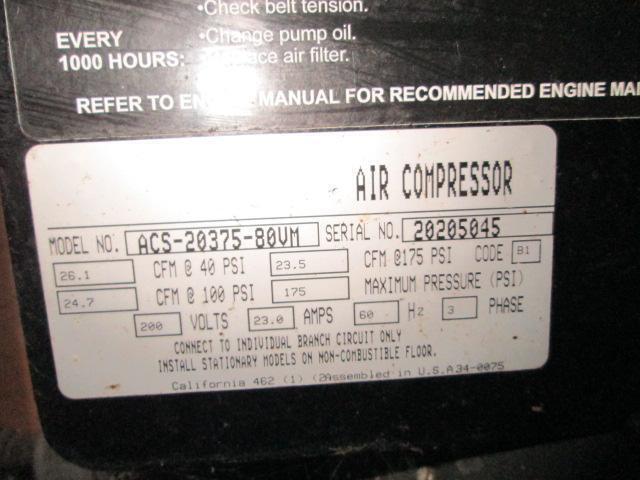 •Check belt tension.
EVERY
1000 HOURS:
•Change pump oil.
air filter.
REFER TO MANUAL FOR RECOMMENDED ENGINE
AIR COMPRESSOR
MODEL NO. ACS-20375-80VM SERIAL NO. 20205045
26.1 CFM @ 40 PSI 23.5 CFM @175 PSI CODE B1
24.7 CFM @ 100 PSI 175 MAXIMUM PRESSURE (PSI)
200 VOLTS 23.0 AMPS 60 Hz 3 PHASE
CONNECT TO INDIVIDUAL BRANCH CIRCUIT ONLY
INSTALL STATIONARY MODELS ON NON-COMBUSTIBLE FLOOR.
California 462 (1) (2Assembled in U.S.A34-0075